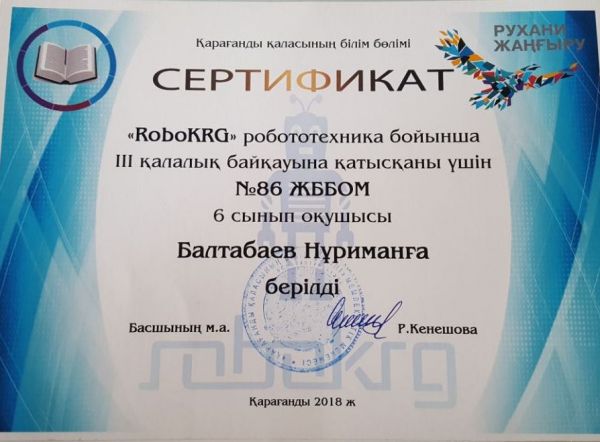 Қарағанды қаласының білім бөлімі
РУХАНИ
ЖАҢҒЫРУ
СЕРТИФИКАТ
«RoboKRG» робототехника бойынша
III қалалық байқауына қатысқаны үшін
№86 ЖББОМ
6 сынып оқушысы
Балтабаев Нұриманға
берілді
Басшының м.а.
Р.Кенешова
robokrg
Қарағанды 2018 ж